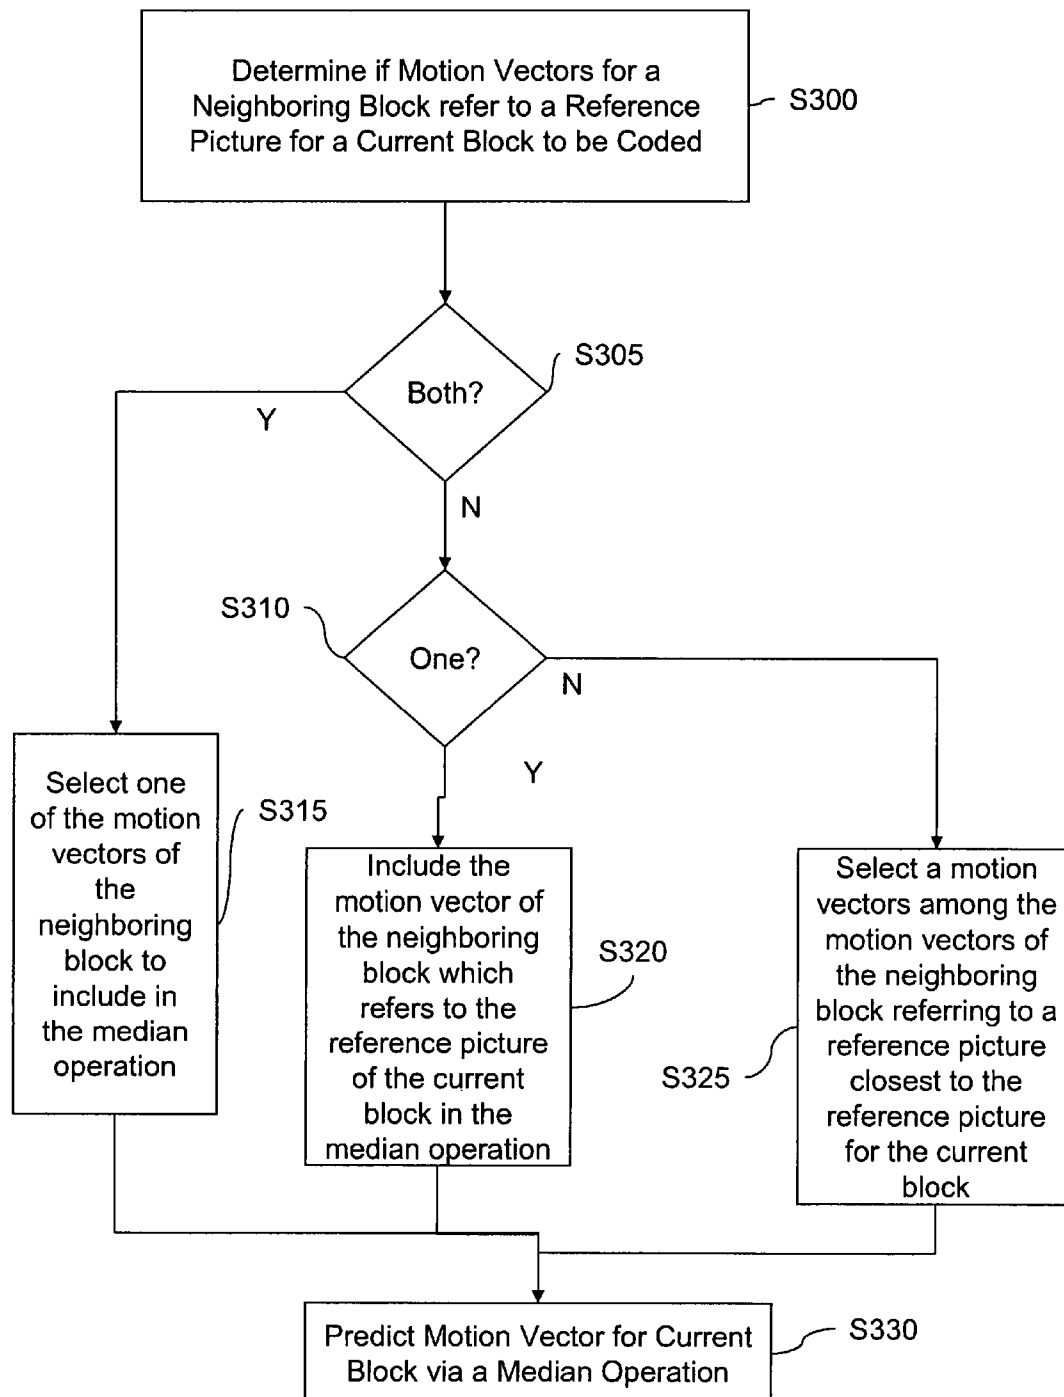 Determine if Motion Vectors for a
Neighboring Block refer to a Reference
Picture for a Current Block to be Coded
S300
Both?
S305
Y
N
S310
One?
N
Y
Select one
of the motion
vectors of
the
neighboring
block to
include in
the median
operation
S315
Include the
motion vector of
the neighboring
block which
refers to the
reference picture
of the current
block in the
median operation
S320
Select a motion
vectors among the
motion vectors of
the neighboring
block referring to a
reference picture
closest to the
reference picture
for the current
block
S325
Predict Motion Vector for Current
Block via a Median Operation
S330